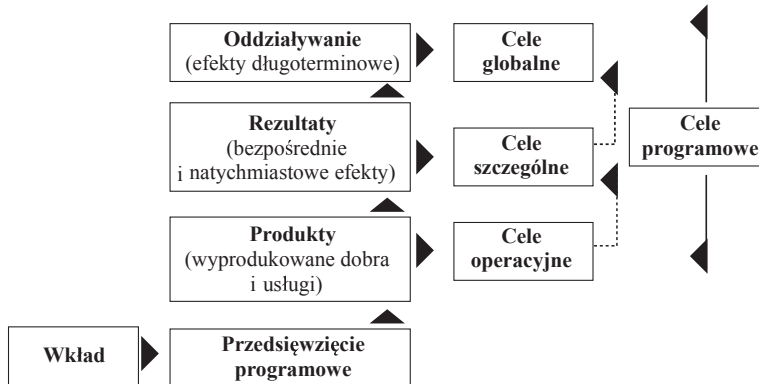 Oddziaływanie
(efekty długoterminowe)
Cele
globalne
Rezultaty
(bezpośrednie
i natychmiastowe efekty)
Cele
szczególne
Cele
programowe
Produkty
(wyprodukowane dobra
i usługi)
Cele
operacyjne
Wkład
Przedsięwzięcie
programowe